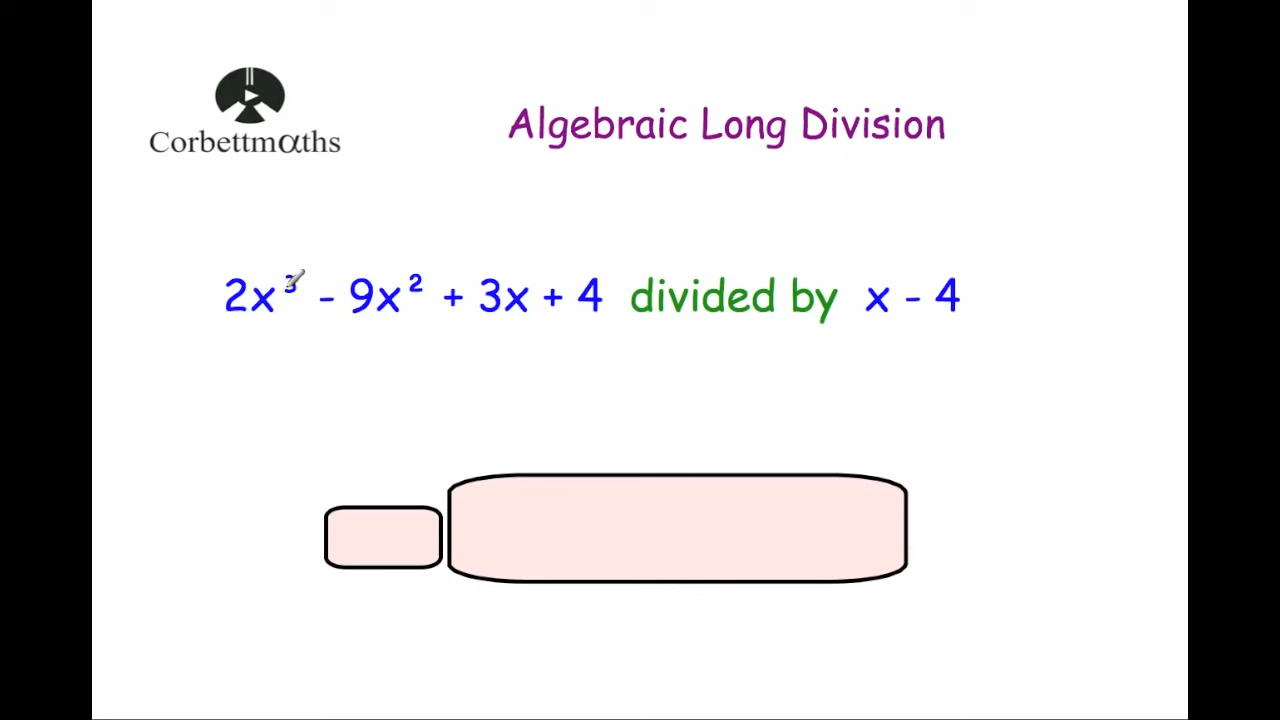 Corbettmαths
Algebraic Long Division
2x³ - 9x² + 3x + 4 divided by x - 4